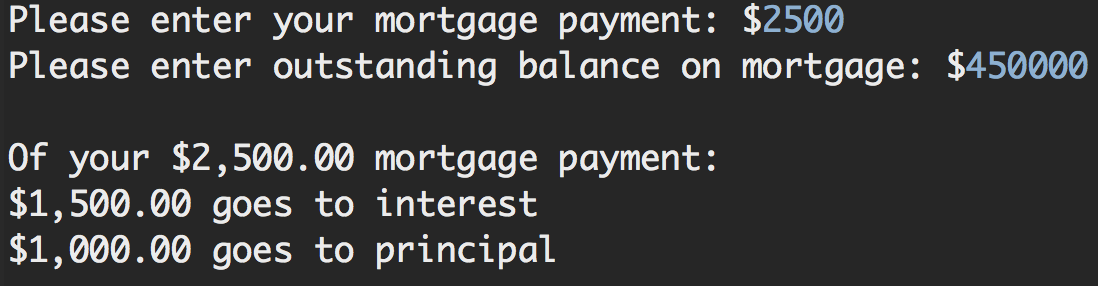 Please enter your mortgage payment: $2500
Please enter outstanding balance on mortgage: $450000
Of your $2,500.00 mortgage payment:
$1,500.00 goes to interest
$1,000.00 goes to principal